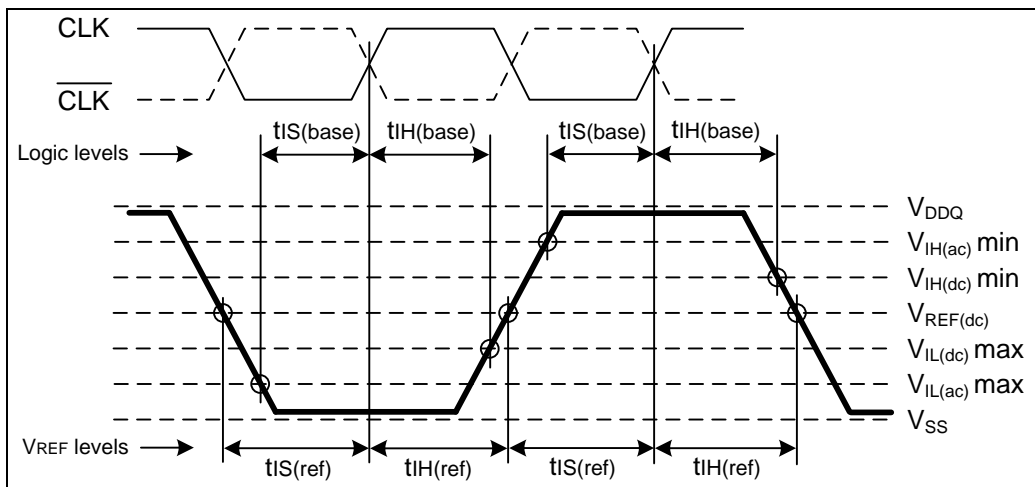 CLK
CLK
tIS(base) tIH(base) tIS(base) tIH(base)
Logic levels
VDDQ
VIH(ac) min
VIH(dc) min
VREF(dc)
VIL(dc) max
VIL(ac) max
VSS
VREF levels
tIS(ref) tIH(ref) tIS(ref) tIH(ref)